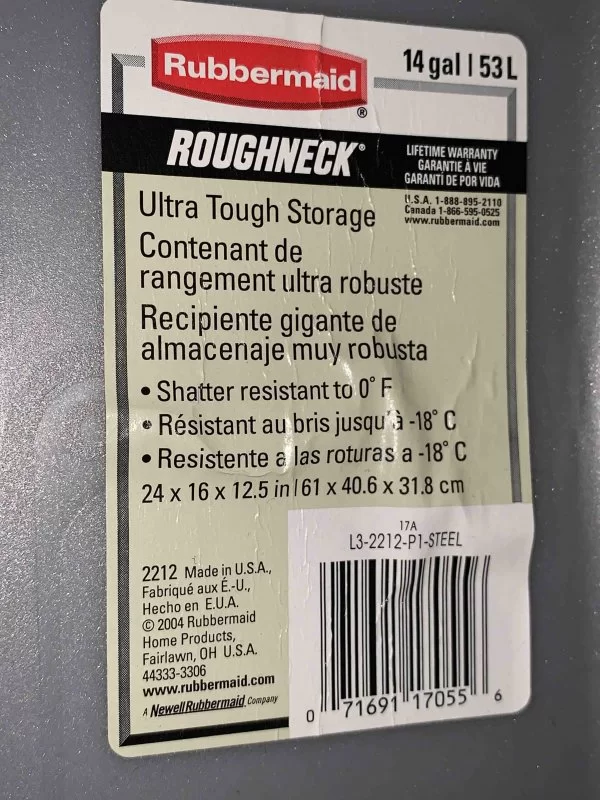 Rubbermaid®
14 gal | 53 L
ROUGHNECK®
LIFETIME WARRANTY
GARANTIE À VIE
GARANTÍ DE POR VIDA
U.S.A. 1-888-895-2110
Canada 1-866-595-0525
www.rubbermaid.com
Ultra Tough Storage
Contenant de
rangement ultra robuste
Recipiente gigante de
almacenaje muy robusta
• Shatter resistant to 0° F
• Résistant au bris jusqu'à -18° C
• Resistente a las roturas a -18° C
24 x 16 x 12.5 in | 61 x 40.6 x 31.8 cm
17A
L3-2212-P1-STEEL
2212 Made in U.S.A.,
Fabriqué aux É.-U.,
Hecho en E.U.A.
© 2004 Rubbermaid
Home Products,
Fairlawn, OH U.S.A.
44333-3306
www.rubbermaid.com
A Newell Rubbermaid Company
0 71691 17055 6